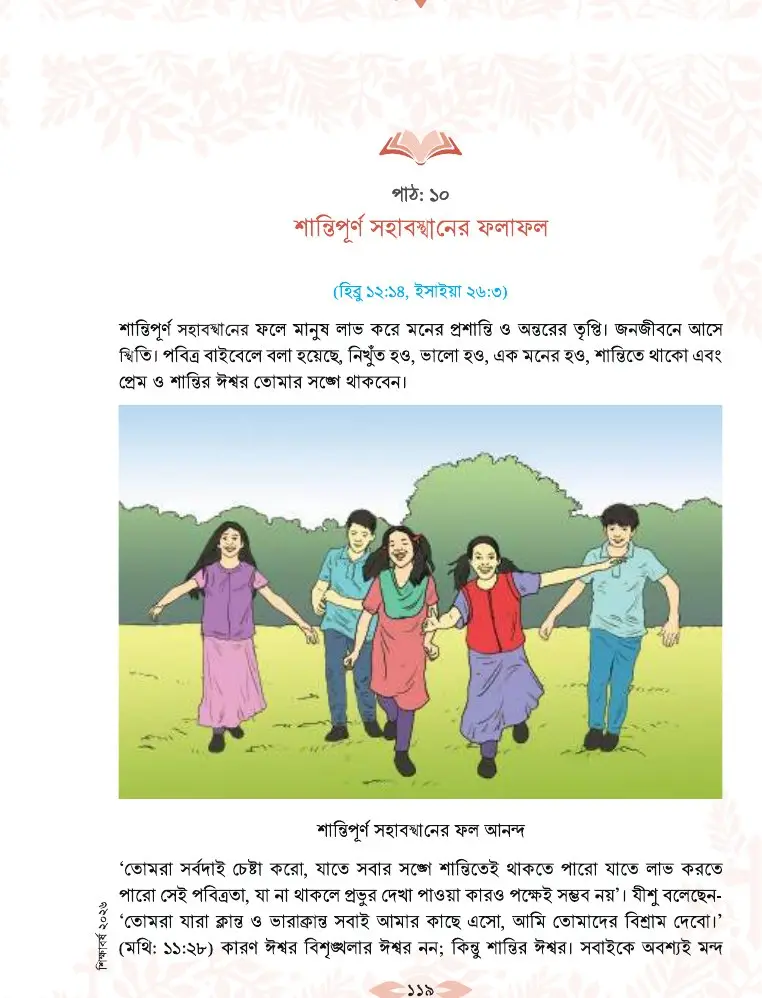 পাঠ: ১০
শান্তিপূর্ণ সহাবস্থানের ফলাফল
(হিব্রু ১২:১৪, ইসাইয়া ২৬:৩)
শান্তিপূর্ণ সহাবস্থানের ফলে মানুষ লাভ করে মনের প্রশান্তি ও অন্তরের তৃপ্তি। জনজীবনে আসে
স্থিতি। পবিত্র বাইবেলে বলা হয়েছে, নিখুঁত হও, ভালো হও, এক মনের হও, শান্তিতে থাকো এবং
প্রেম ও শান্তির ঈশ্বর তোমার সঙ্গে থাকবেন।
শান্তিপূর্ণ সহাবস্থানের ফল আনন্দ
‘তোমরা সর্বদাই চেষ্টা করো, যাতে সবার সঙ্গে শান্তিতেই থাকতে পারো যাতে লাভ করতে
পারো সেই পবিত্রতা, যা না থাকলে প্রভুর দেখা পাওয়া কারও পক্ষেই সম্ভব নয়’। যীশু বলেছেন-
‘তোমরা যারা ক্লান্ত ও ভারাক্রান্ত সবাই আমার কাছে এসো, আমি তোমাদের বিশ্রাম দেবো।’
(মথি: ১১:২৮) কারণ ঈশ্বর বিশৃঙ্খলার ঈশ্বর নন; কিন্তু শান্তির ঈশ্বর। সবাইকে অবশ্যই মন্দ
শিক্ষাবর্ষ ২০২৬
১১৯